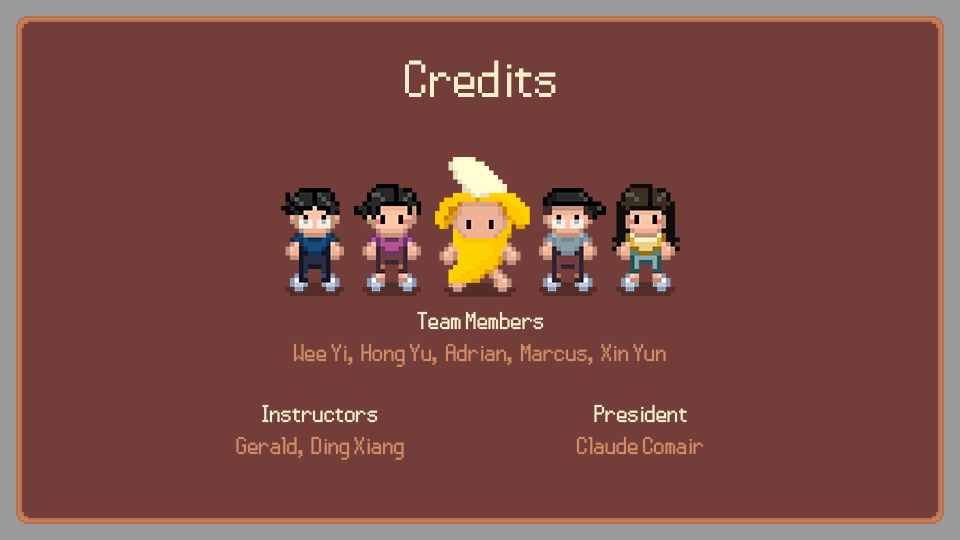 Credits
Team Members
Wee Yi, Hong Yu, Adrian, Marcus, Xin Yun
Instructors
Gerald, Ding Xiang
President
Claude Comair